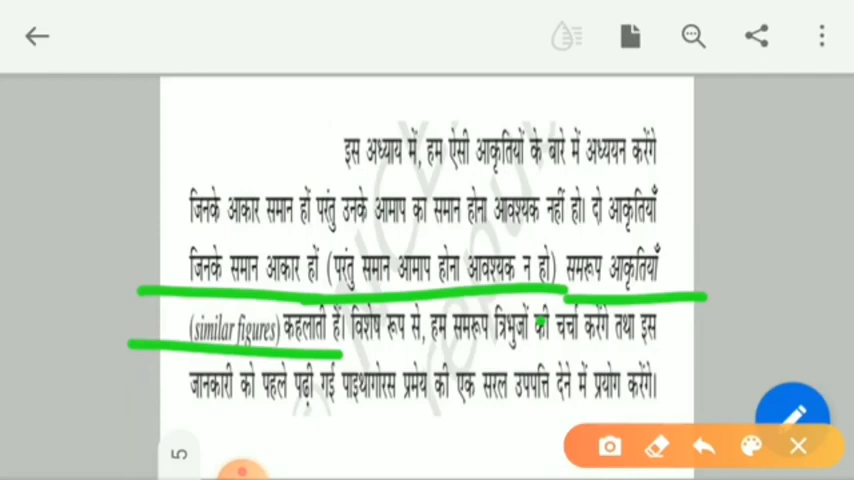 इस अध्याय में, हम ऐसी आकृतियों के बारे में अध्ययन करेंगे
जिनके आकार समान हों परंतु उनके आमाप का समान होना आवश्यक नहीं हो। दो आकृतियाँ
जिनके समान आकार हों (परंतु समान आमाप होना आवश्यक न हो) समरूप आकृतियाँ
(similar figures) कहलाती हैं। विशेष रूप से, हम समरूप त्रिभुजों की चर्चा करेंगे तथा इस
जानकारी को पहले पढ़ी गई पाइथागोरस प्रमेय की एक सरल उपपत्ति देने में प्रयोग करेंगे।
5